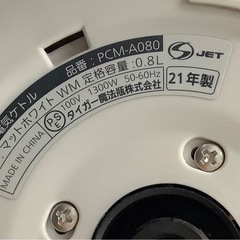 電気ケトル 品番：PCM-A080
マットホワイト WM 定格容量：0.8L
100V 1300W 50-60Hz
MADE IN CHINA タイガー魔法瓶株式会社
PS E
S JET
21年製